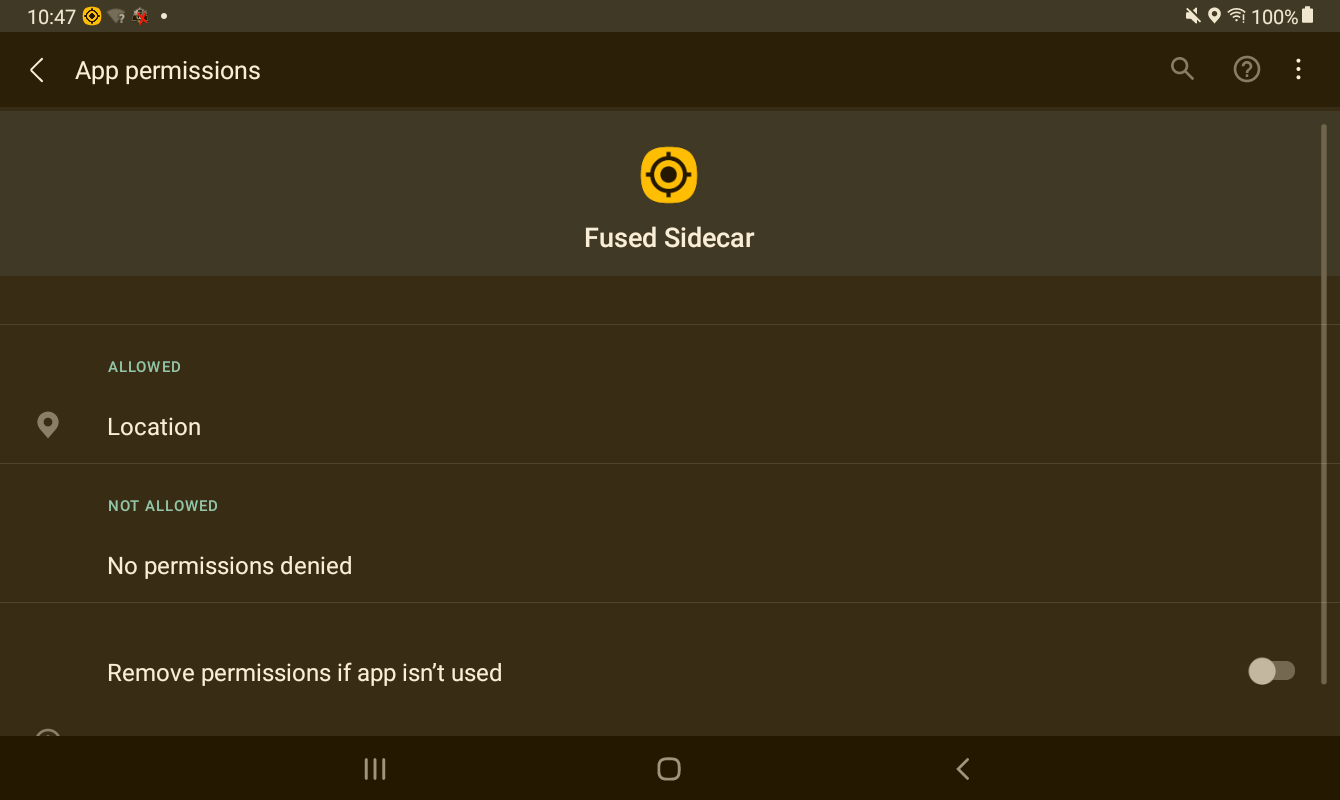 10:47
100%
App permissions
Fused Sidecar
ALLOWED
Location
NOT ALLOWED
No permissions denied
Remove permissions if app isn’t used